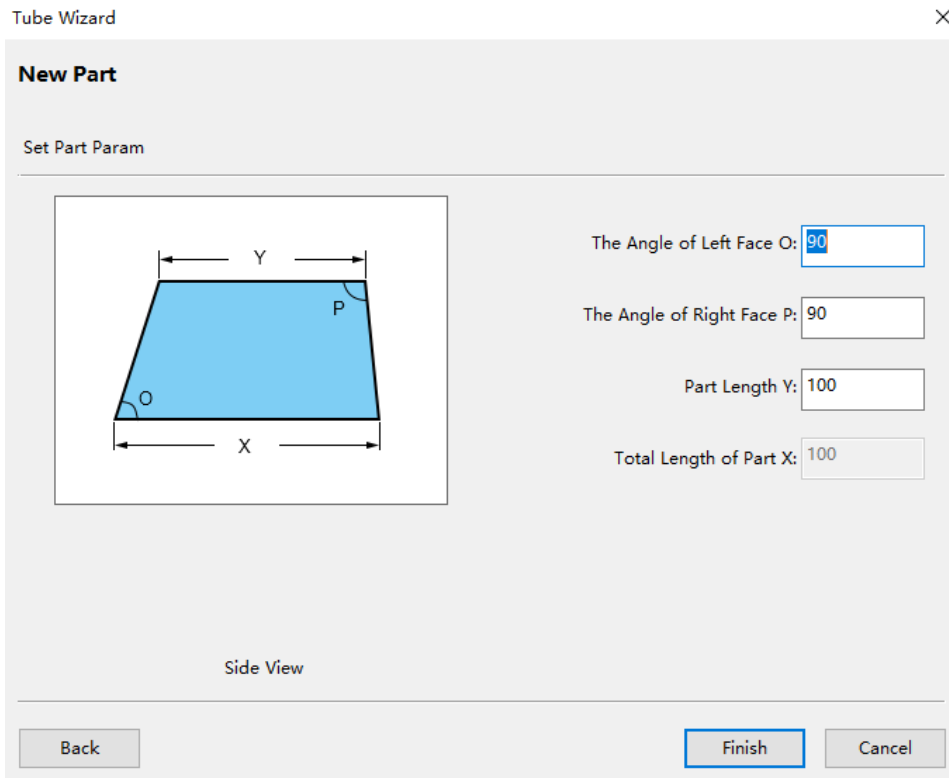 Tube Wizard
New Part
Set Part Param
Y
P
O
X
The Angle of Left Face O: 90
The Angle of Right Face P: 90
Part Length Y: 100
Total Length of Part X: 100
Side View
Back
Finish
Cancel